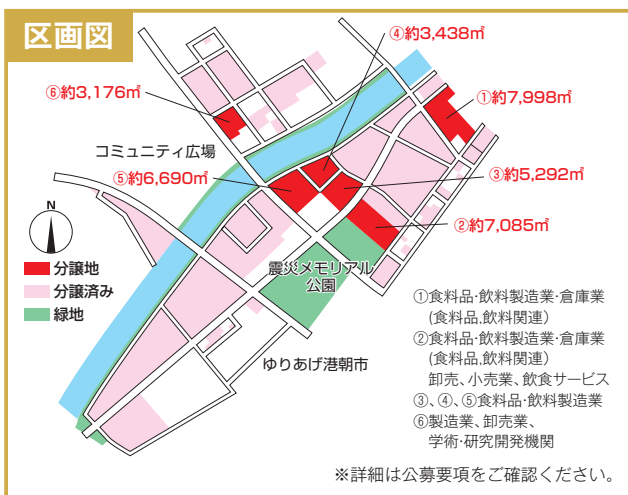 区画図
④約3,438㎡
⑥約3,176㎡
①約7,998㎡
コミュニティ広場
⑤約6,690㎡
③約5,292㎡
N
②約7,085㎡
分譲地
分譲済み
緑地
震災メモリアル
公園
ゆりあげ港朝市
①食料品・飲料製造業・倉庫業
(食料品,飲料関連)
②食料品・飲料製造業・倉庫業
(食料品,飲料関連)
卸売、小売業、飲食サービス
③、④、⑤食料品・飲料製造業
⑥製造業、卸売業、
学術・研究開発機関
※詳細は公募要項をご確認ください。